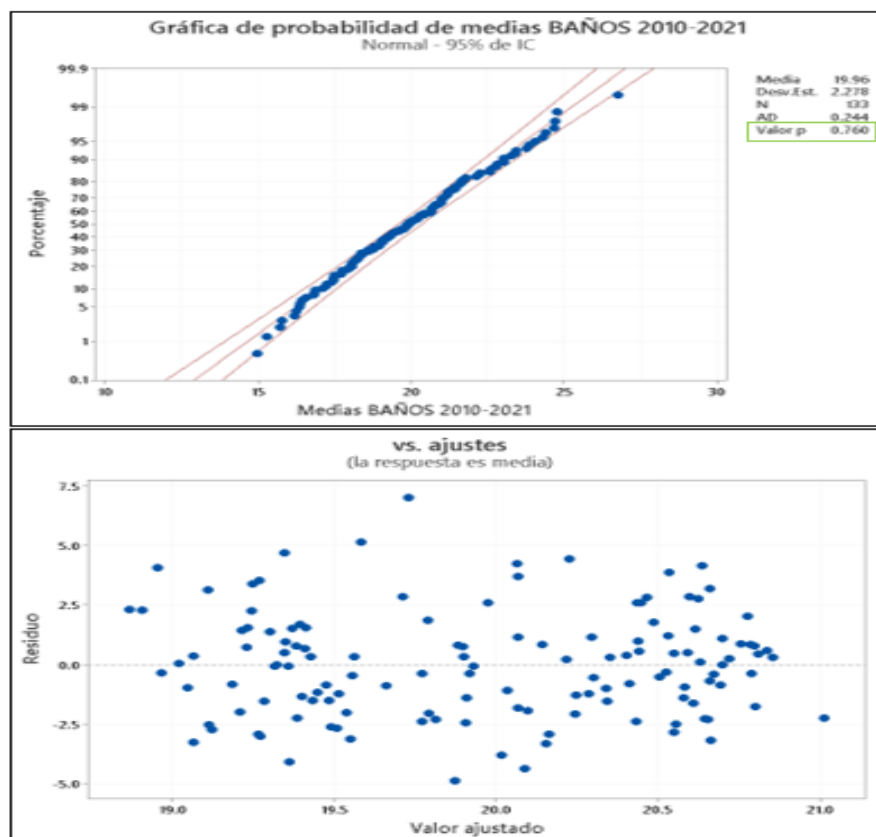 Gráfica de probabilidad de medias BAÑOS 2010-2021
Normal - 95% de IC
99.9
99
95
90
80
70
60
50
40
30
20
10
5
1
0.1
Porcentaje
10
15
20
25
30
Medias BAÑOS 2010-2021
Media 19.96
Desv.Est. 2.278
N 133
AD 0.244
Valor p 0.760
vs. ajustes
(la respuesta es media)
7.5
5.0
2.5
0.0
-2.5
-5.0
Residuo
19.0
19.5
20.0
20.5
21.0
Valor ajustado